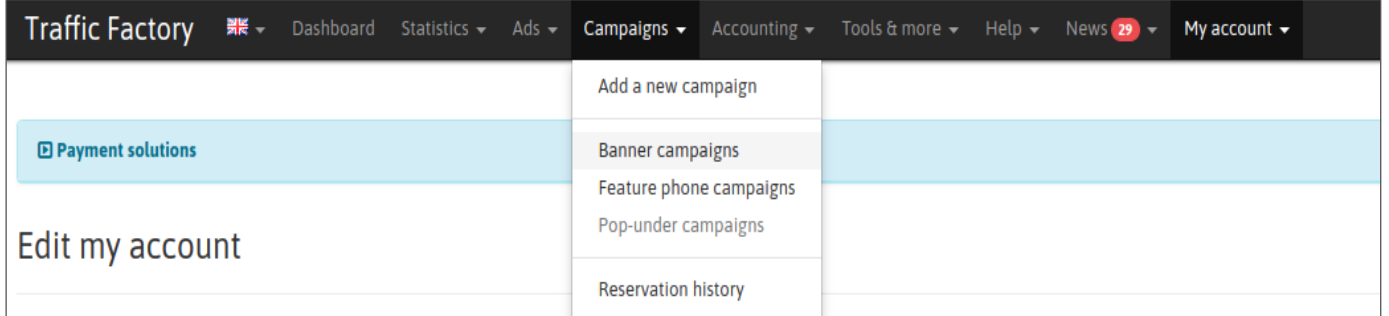 Traffic Factory Dashboard Statistics Ads Campaigns Accounting Tools & more Help News 29 My account
Add a new campaign
Payment solutions
Banner campaigns
Feature phone campaigns
Pop-under campaigns
Edit my account
Reservation history